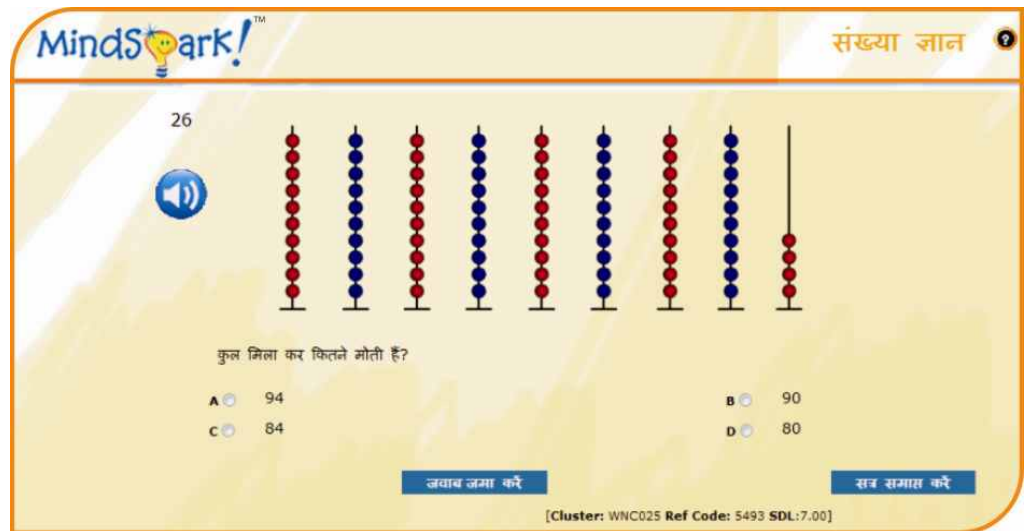 MindSpark!™
संख्या ज्ञान ?
26
कुल मिला कर कितने मोती हैं?
A 94 B 90
C 84 D 80
जवाब जमा करें सत्र समाप्त करें
[Cluster: WNC025 Ref Code: 5493 SDL:7.00]